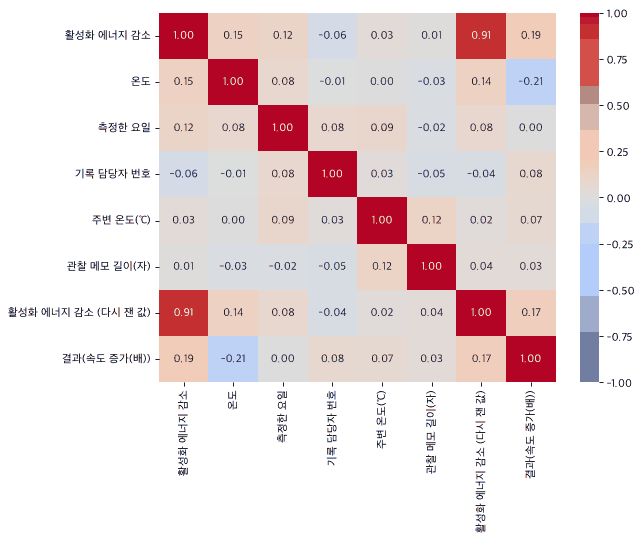 활성화 에너지 감소 1.00 0.15 0.12 -0.06 0.03 0.01 0.91 0.19
온도 0.15 1.00 0.08 -0.01 0.00 -0.03 0.14 -0.21
측정한 요일 0.12 0.08 1.00 0.08 0.09 -0.02 0.08 0.00
기록 담당자 번호 -0.06 -0.01 0.08 1.00 0.03 -0.05 -0.04 0.08
주변 온도(℃) 0.03 0.00 0.09 0.03 1.00 0.12 0.02 0.07
관찰 메모 길이(자) 0.01 -0.03 -0.02 -0.05 0.12 1.00 0.04 0.03
활성화 에너지 감소 (다시 잰 값) 0.91 0.14 0.08 -0.04 0.02 0.04 1.00 0.17
결과(속도 증가(배)) 0.19 -0.21 0.00 0.08 0.07 0.03 0.17 1.00
활성화 에너지 감소
온도
측정한 요일
기록 담당자 번호
주변 온도(℃)
관찰 메모 길이(자)
활성화 에너지 감소 (다시 잰 값)
결과(속도 증가(배))
1.00
0.75
0.50
0.25
0.00
-0.25
-0.50
-0.75
-1.00